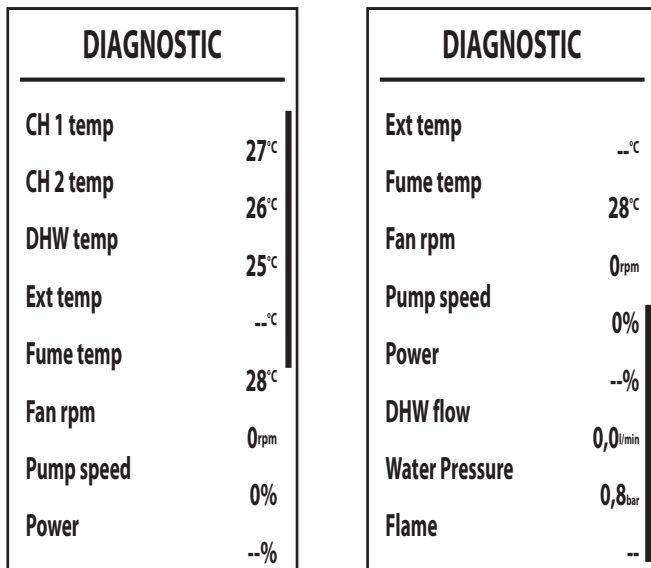 DIAGNOSTIC
CH 1 temp
27°C
CH 2 temp
26°C
DHW temp
25°C
Ext temp
--°C
Fume temp
28°C
Fan rpm
0rpm
Pump speed
0%
Power
--%
DIAGNOSTIC
Ext temp
--°C
Fume temp
28°C
Fan rpm
0rpm
Pump speed
0%
Power
--%
DHW flow
0,0l/min
Water Pressure
0,8bar
Flame
--